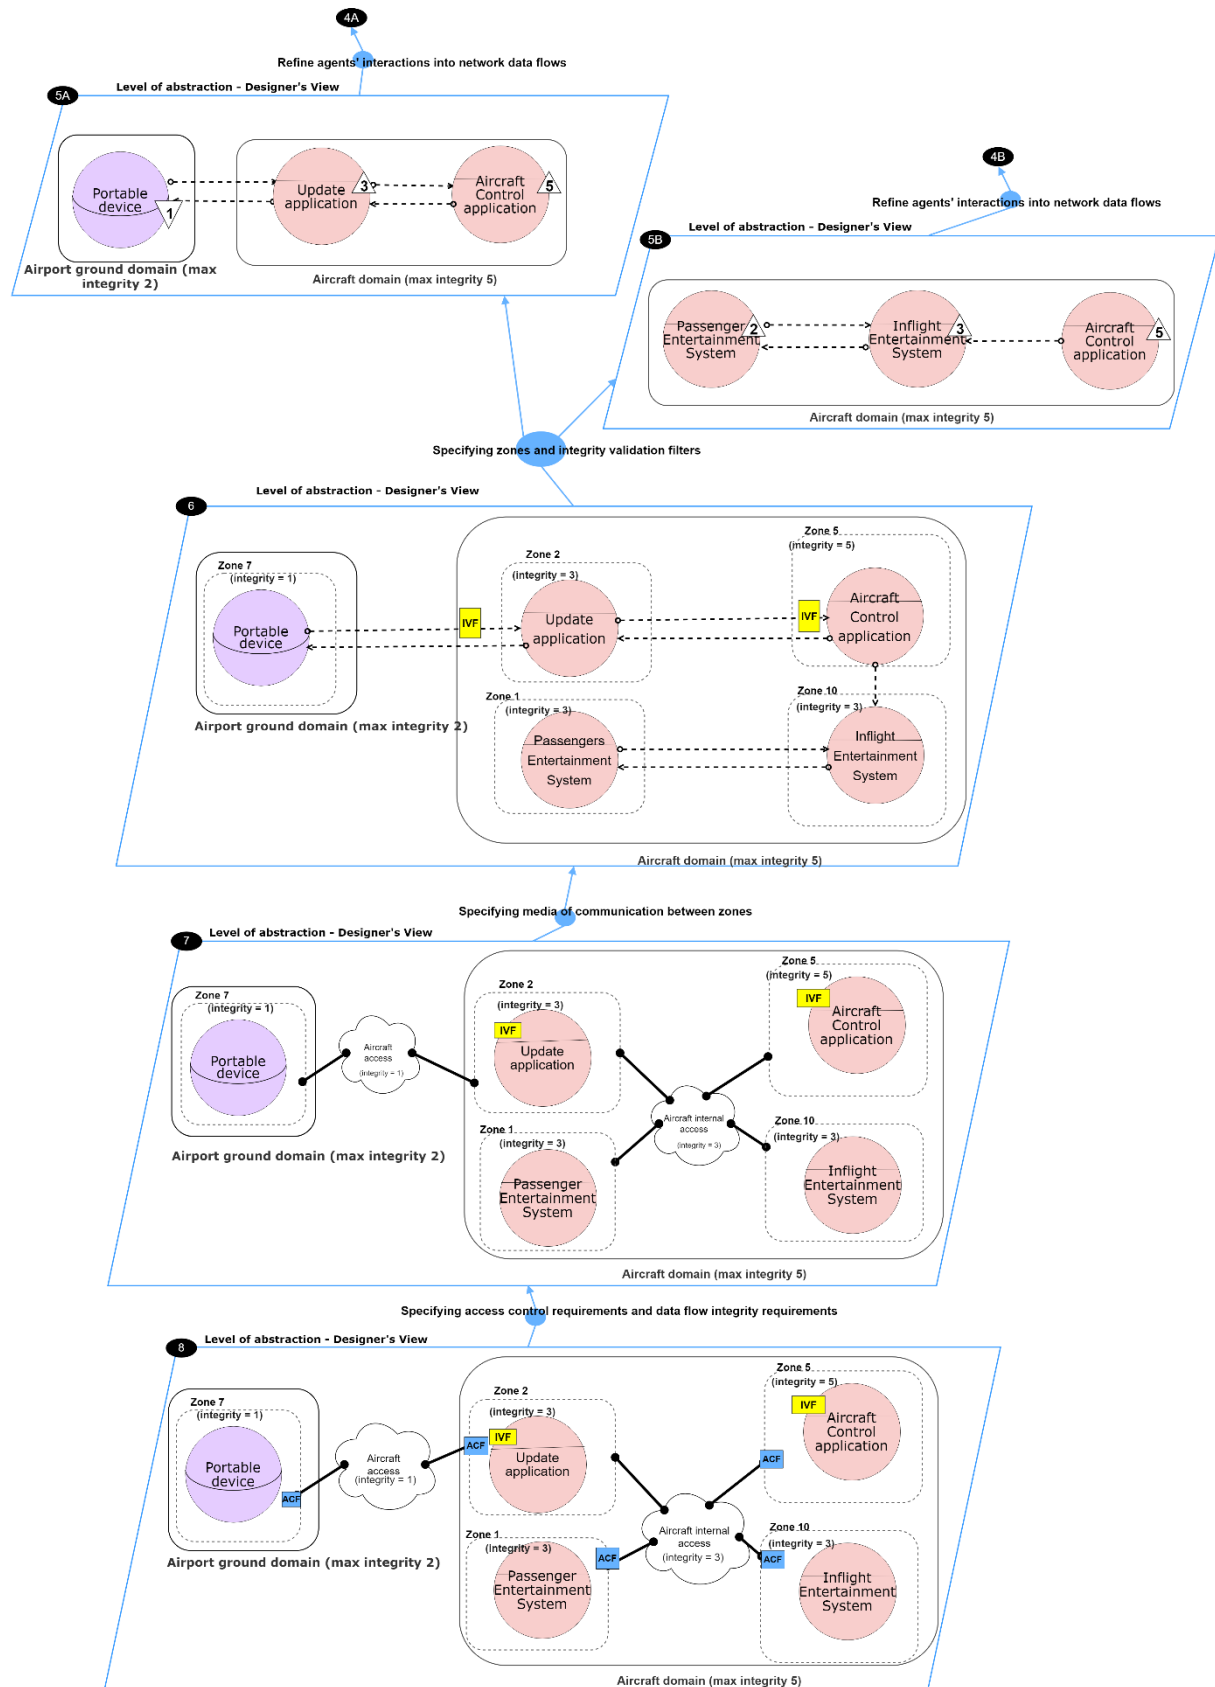 4A
Refine agents' interactions into network data flows
Level of abstraction - Designer's View
5A
Portable
device
1
Update
application
3
Aircraft
Control
application
5
Airport ground domain (max
integrity 2)
Aircraft domain (max integrity 5)
4B
Refine agents' interactions into network data flows
Level of abstraction - Designer's View
5B
Passenger
Entertainment
System
2
Inflight
Entertainment
System
3
Aircraft
Control
application
5
Aircraft domain (max integrity 5)
Specifying zones and integrity validation filters
Level of abstraction - Designer's View
6
Zone 7
(integrity = 1)
Portable
device
Airport ground domain (max integrity 2)
IVF
Zone 2
(integrity = 3)
Update
application
IVF
Zone 5
(integrity = 5)
Aircraft
Control
application
Zone 1
(integrity = 3)
Passengers
Entertainment
System
Zone 10
(integrity = 3)
Inflight
Entertainment
System
Aircraft domain (max integrity 5)
Specifying media of communication between zones
Level of abstraction - Designer's View
7
Zone 7
(integrity = 1)
Portable
device
Airport ground domain (max integrity 2)
Aircraft
access
(integrity = 1)
Zone 2
(integrity = 3)
IVF
Update
application
Zone 5
(integrity = 5)
IVF
Aircraft
Control
application
Aircraft internal
access
(integrity = 3)
Zone 1
(integrity = 3)
Passenger
Entertainment
System
Zone 10
(integrity = 3)
Inflight
Entertainment
System
Aircraft domain (max integrity 5)
Specifying access control requirements and data flow integrity requirements
Level of abstraction - Designer's View
8
Zone 7
(integrity = 1)
Portable
device
ACF
Airport ground domain (max integrity 2)
Aircraft
access
(integrity = 1)
Zone 2
(integrity = 3)
ACF
IVF
Update
application
Zone 5
(integrity = 5)
IVF
ACF
Aircraft
Control
application
Aircraft internal
access
(integrity = 3)
Zone 1
(integrity = 3)
ACF
Passenger
Entertainment
System
Zone 10
(integrity = 3)
ACF
Inflight
Entertainment
System
Aircraft domain (max integrity 5)